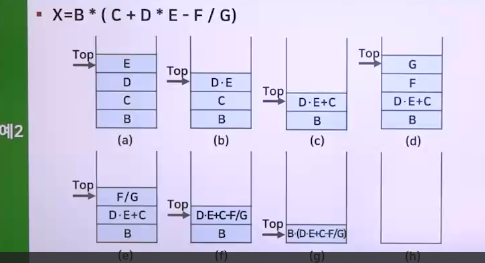 X=B * ( C + D * E - F / G)
예2
Top
E
D
C
B
(a)
Top
D·E
C
B
(b)
Top
D·E+C
B
(c)
Top
G
F
D·E+C
B
(d)
Top
F/G
D·E+C
B
(e)
Top
D·E+C-F/G
B
(f)
Top
B·(D·E+C-F/G)
(g)
(h)